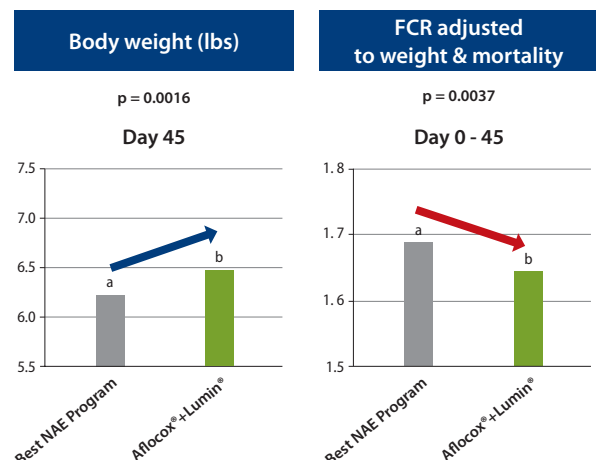 Body weight (lbs)
p = 0.0016
Day 45
7.5
7.0
6.5
6.0
5.5
a
b
Best NAE Program
Aflocox®+Lumin®
FCR adjusted
to weight & mortality
p = 0.0037
Day 0 - 45
1.8
1.7
1.6
1.5
a
b
Best NAE Program
Aflocox®+Lumin®